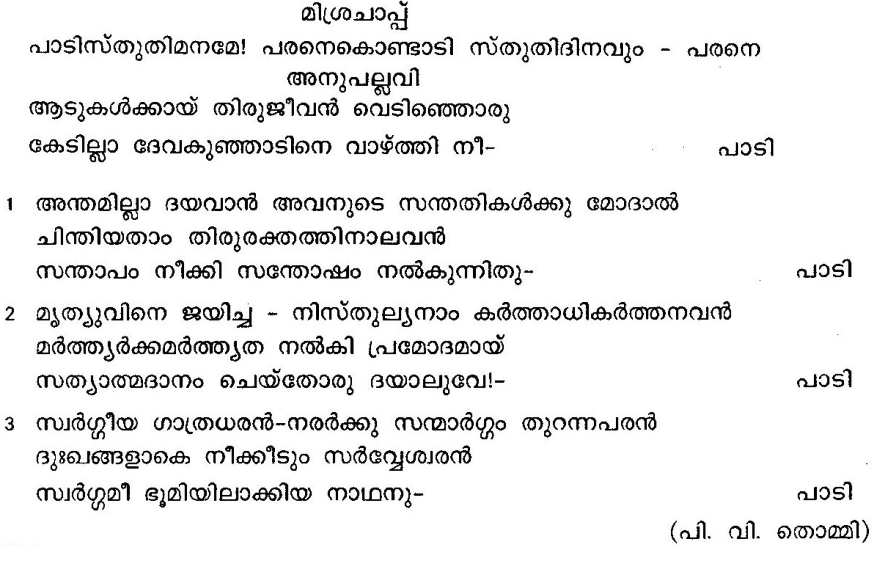 മിശ്രചാപ്പ്
പാടിസ്തുതിമനമേ! പരനെകൊണ്ടാടി സ്തുതിദിനവും - പരനെ
അനുപല്ലവി
ആടുകൾക്കായ് തിരുജീവൻ വെടിഞ്ഞൊരു
കേടില്ലാ ദേവകുഞ്ഞാടിനെ വാഴ്ത്തി നീ- പാടി
1 അന്തമില്ലാ ദയവാൻ അവനുടെ സന്തതികൾക്കു മോദാൽ
ചിന്തിയതാം തിരുരക്തത്തിനാലവൻ
സന്താപം നീക്കി സന്തോഷം നൽകുന്നിതു- പാടി
2 മൃത്യുവിനെ ജയിച്ച - നിസ്തുല്യനാം കർത്താധികർത്തനവൻ
മർത്ത്യർക്കമർത്ത്യത നൽകി പ്രമോദമായ്
സത്യാത്മദാനം ചെയ്തോരു ദയാലുവേ!- പാടി
3 സ്വർഗ്ഗീയ ഗാത്രധരൻ-നരർക്കു സന്മാർഗ്ഗം തുറന്നപരൻ
ദുഃഖങ്ങളാകെ നീക്കീടും സർവ്വേശ്വരൻ
സ്വർഗ്ഗമീ ഭൂമിയിലാക്കിയ നാഥനു- പാടി
(പി. വി. തൊമ്മി)